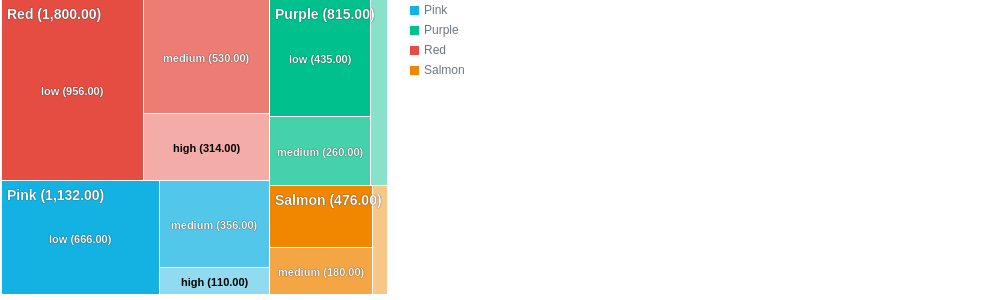 Red (1,800.00)
low (956.00)
medium (530.00)
high (314.00)
Purple (815.00)
low (435.00)
medium (260.00)
Pink (1,132.00)
low (666.00)
medium (356.00)
high (110.00)
Salmon (476.00)
medium (180.00)
Pink
Purple
Red
Salmon